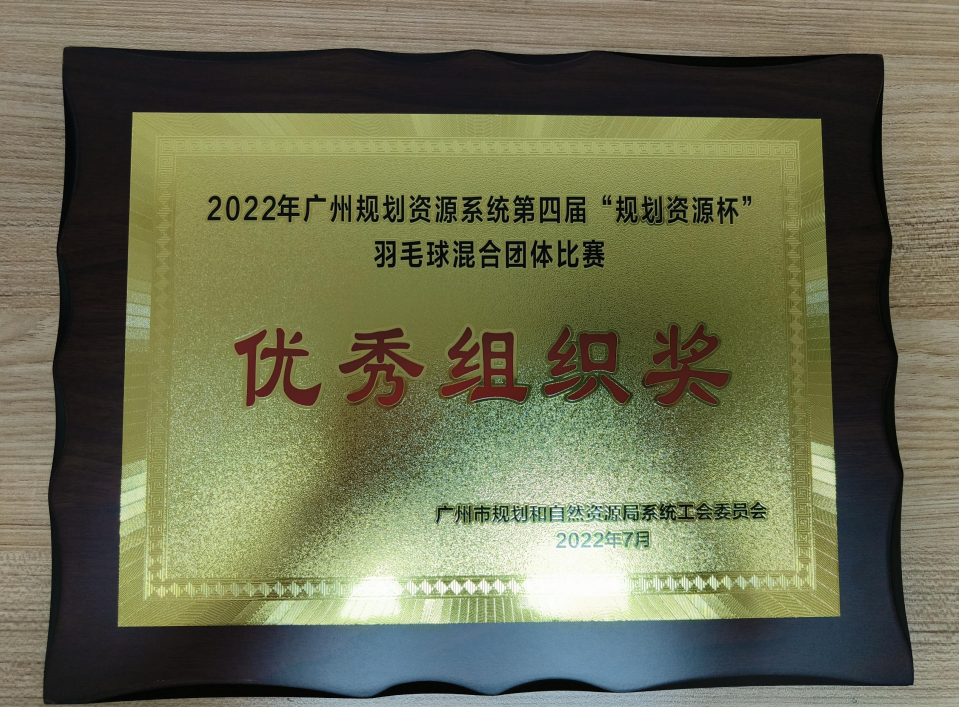 2022年广州规划资源系统第四届“规划资源杯”
羽毛球混合团体比赛
优秀组织奖
广州市规划和自然资源局系统工会委员会
2022年7月